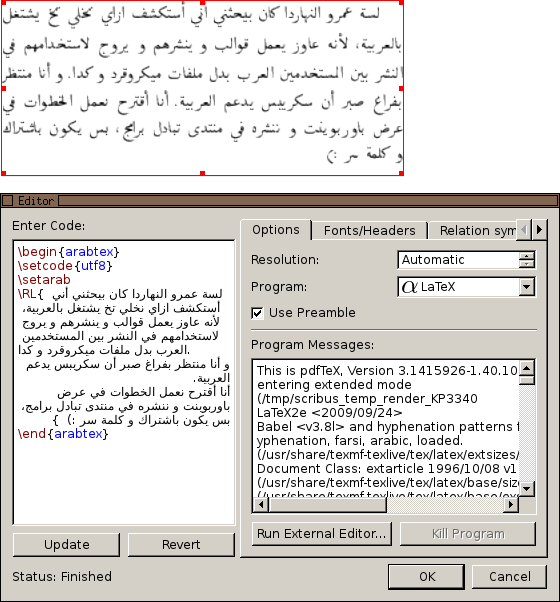 لسة عمرو النهاردا كان بيحثني أني أستكشف ازاي نخلي تخ يشتغل
بالعربية، لأنه عاوز يعمل قوالب و ينشرهم و يروج لاستخدامهم في
النشر بين المستخدمين العرب بدل ملفات ميكروقرد و كدا. و أنا منتظر
بفراغ صبر أن سكريبس يدعم العربية. أنا أقترح نعمل الخطوات في
عرض باوربوينت و ننشره في منتدى تبادل برامج، بس يكون باشتراك
و كلمة سر :)
Editor
Enter Code:
\begin{arabtex}
\setcode{utf8}
\setarab
\RL{ لسة عمرو النهاردا كان بيحثني أني
أستكشف ازاي نخلي تخ يشتغل بالعربية،
لأنه عاوز يعمل قوالب و ينشرهم و يروج
لاستخدامهم في النشر بين المستخدمين
العرب بدل ملفات ميكروقرد و كدا.
و أنا منتظر بفراغ صبر أن سكريبس يدعم
العربية.
أنا أقترح نعمل الخطوات في عرض
باوربوينت و ننشره في منتدى تبادل برامج،
بس يكون باشتراك و كلمة سر :) }
\end{arabtex}
Update
Revert
Options
Fonts/Headers
Relation sym
Resolution:
Automatic
Program:
LaTeX
Use Preamble
Program Messages:
This is pdfTeX, Version 3.1415926-1.40.10
entering extended mode
(/tmp/scribus_temp_render_KP3340
LaTeX2e <2009/09/24>
Babel <v3.8l> and hyphenation patterns f
yphenation, farsi, arabic, loaded.
(/usr/share/texmf-texlive/tex/latex/extsizes/
Document Class: extarticle 1996/10/08 v1
(/usr/share/texmf-texlive/tex/latex/base/size
(/usr/share/texmf-texlive/tex/latex/base/ex
Run External Editor...
Kill Program
Status: Finished
OK
Cancel